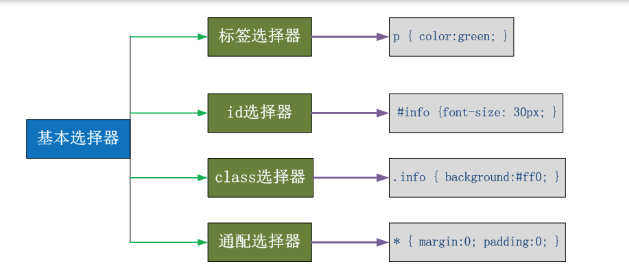 标签选择器
p { color:green; }
id选择器
#info {font-size: 30px; }
基本选择器
class选择器
.info { background:#ff0; }
通配选择器
* { margin:0; padding:0; }